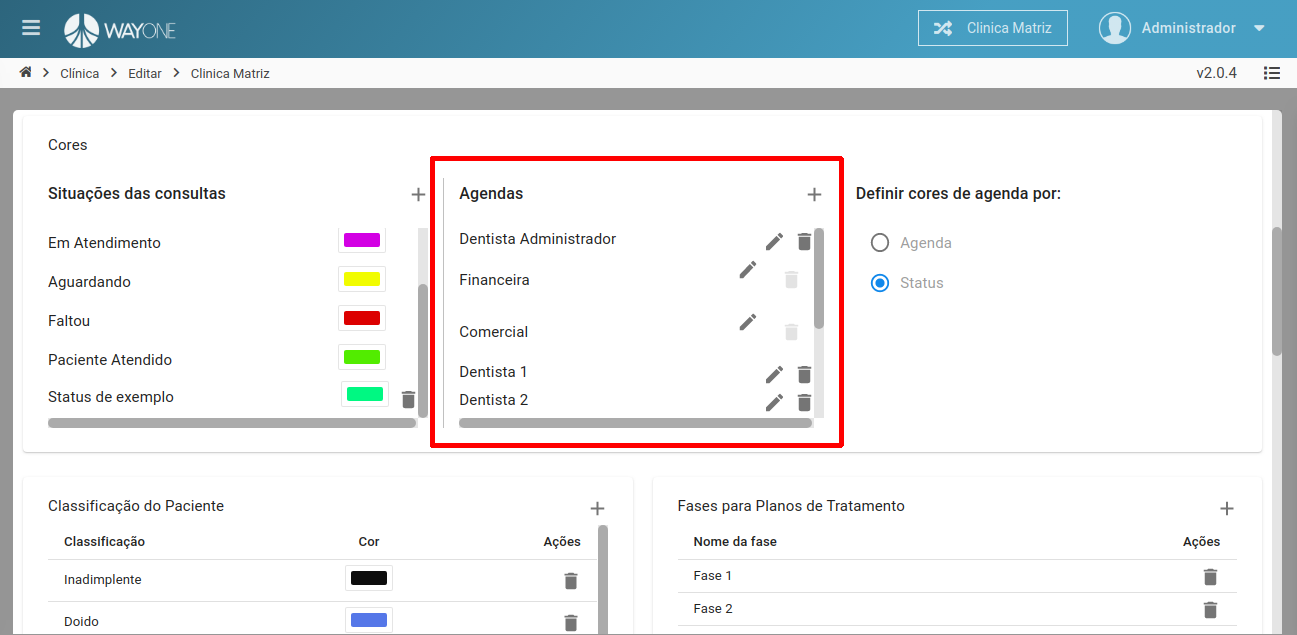 WAYONE
Clinica Matriz
Administrador
Clínica
Editar
Clinica Matriz
v2.0.4
Cores
Situações das consultas
Em Atendimento
Aguardando
Faltou
Paciente Atendido
Status de exemplo
Agendas
Dentista Administrador
Financeira
Comercial
Dentista 1
Dentista 2
Definir cores de agenda por:
Agenda
Status
Classificação do Paciente
Classificação Cor Ações
Inadimplente
Doido
Fases para Planos de Tratamento
Nome da fase Ações
Fase 1
Fase 2